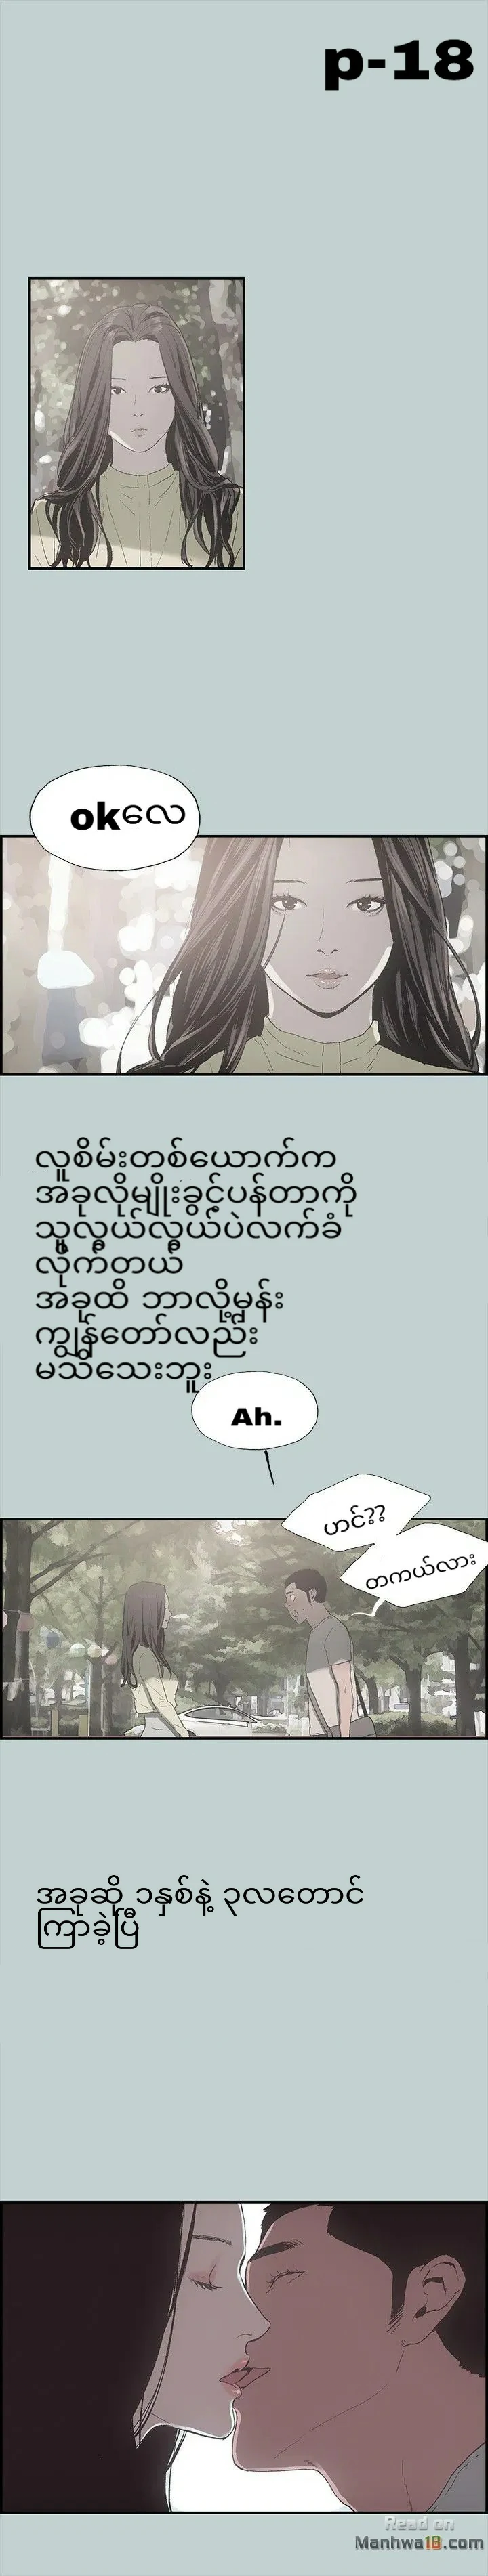 p-18
okလေ
လူစိမ်းတစ်ယောက်က
အခုလိုမျိုးခွင့်ပန်တာကို
သူလွယ်လွယ်ပဲလက်ခံ
လိုက်တယ်
အခုထိ ဘာလို့မှန်း
ကျွန်တော်လည်း
မသိသေးဘူး
Ah.
ဟင်??
တကယ်လား
အခုဆို ၁နှစ်နဲ့ ၃လတောင်
ကြာခဲ့ပြီ
Read on
Manhwa18.com